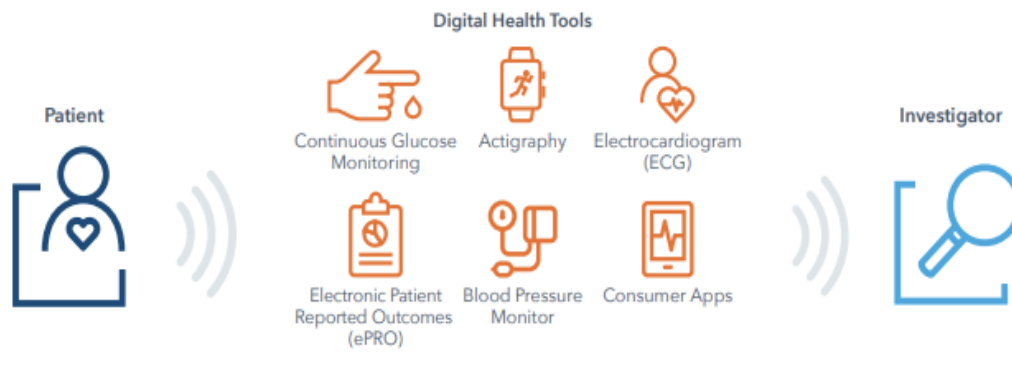 Digital Health Tools
Patient
Continuous Glucose
Monitoring
Actigraphy
Electrocardiogram
(ECG)
Investigator
Electronic Patient
Reported Outcomes
(ePRO)
Blood Pressure
Monitor
Consumer Apps